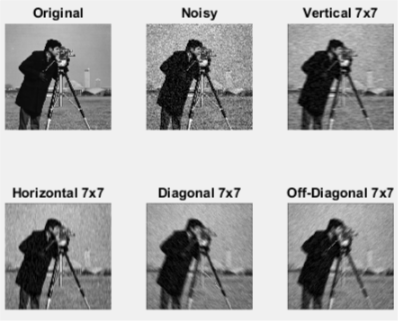 Original
Noisy
Vertical 7x7
Horizontal 7x7
Diagonal 7x7
Off-Diagonal 7x7